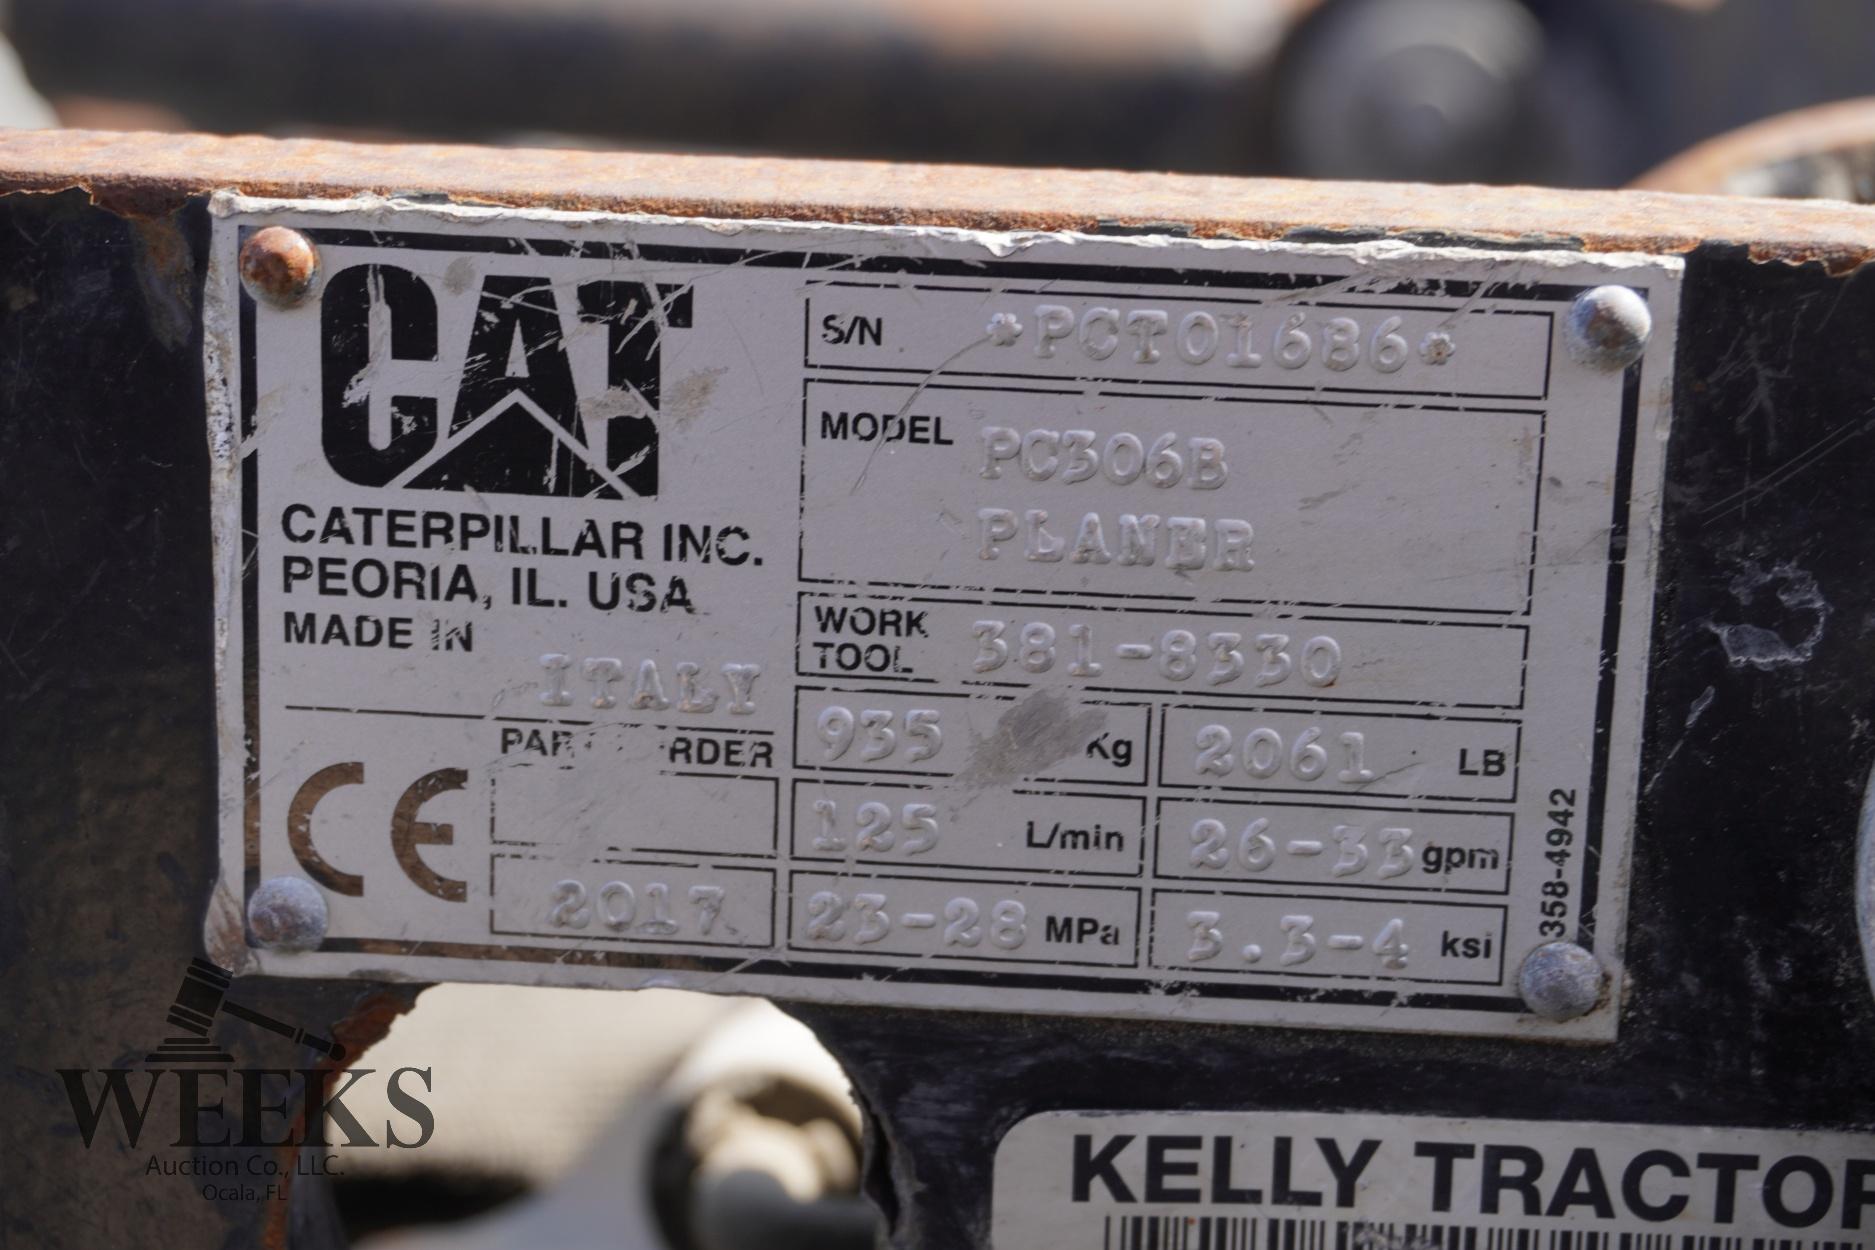 CAT
CATERPILLAR INC.
PEORIA, IL. USA
MADE IN
ITALY
S/N *PCT01686*
MODEL PC306B
PLANER
WORK
TOOL 381-8330
935 Kg 2061 LB
125 L/min 26-33 gpm
2017 23-28 MPa 3.3-4 ksi
CE
358-4942
KELLY TRACTOR
WEEKS
Auction Co., LLC.
Ocala, FL